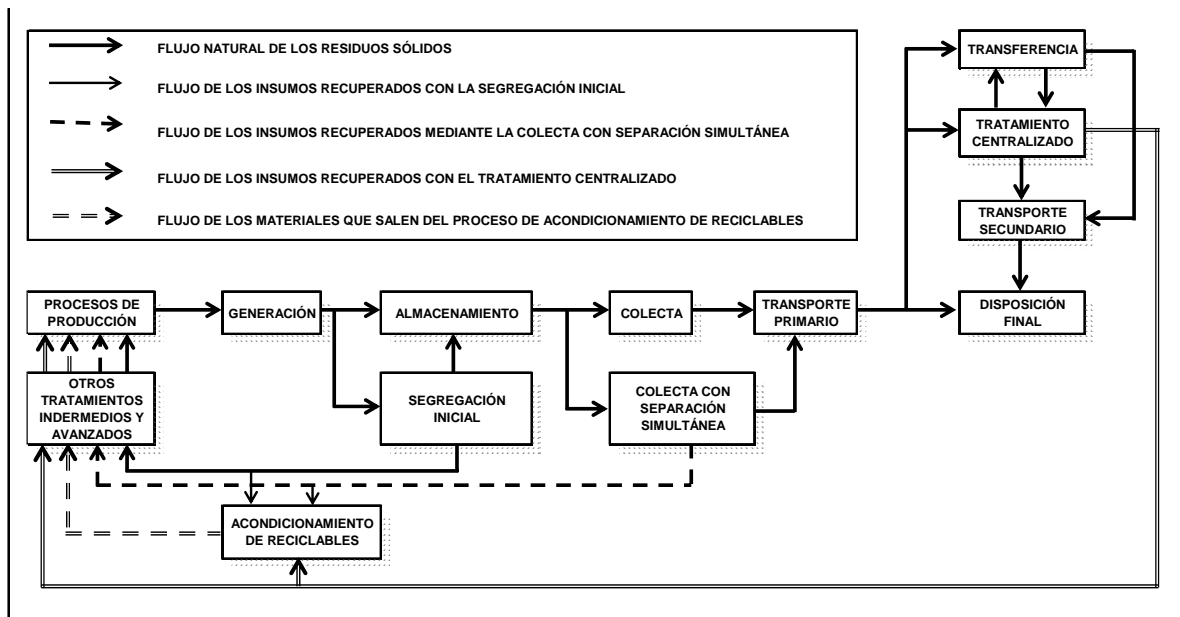 FLUJO NATURAL DE LOS RESIDUOS SÓLIDOS
FLUJO DE LOS INSUMOS RECUPERADOS CON LA SEGREGACIÓN INICIAL
FLUJO DE LOS INSUMOS RECUPERADOS MEDIANTE LA COLECTA CON SEPARACIÓN SIMULTÁNEA
FLUJO DE LOS INSUMOS RECUPERADOS CON EL TRATAMIENTO CENTRALIZADO
FLUJO DE LOS MATERIALES QUE SALEN DEL PROCESO DE ACONDICIONAMIENTO DE RECICLABLES
TRANSFERENCIA
TRATAMIENTO
CENTRALIZADO
TRANSPORTE
SECUNDARIO
PROCESOS DE
PRODUCCIÓN
GENERACIÓN
ALMACENAMIENTO
COLECTA
TRANSPORTE
PRIMARIO
DISPOSICIÓN
FINAL
OTROS
TRATAMIENTOS
INDERMEDIOS Y
AVANZADOS
SEGREGACIÓN
INICIAL
COLECTA CON
SEPARACIÓN
SIMULTÁNEA
ACONDICIONAMIENTO
DE RECICLABLES